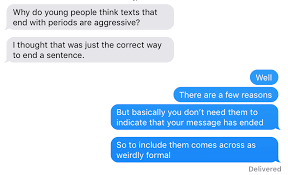 Why do young people think texts that
end with periods are aggressive?
I thought that was just the correct way
to end a sentence.
Well
There are a few reasons
But basically you don't need them to
indicate that your message has ended
So to include them comes across as
weirdly formal
Delivered